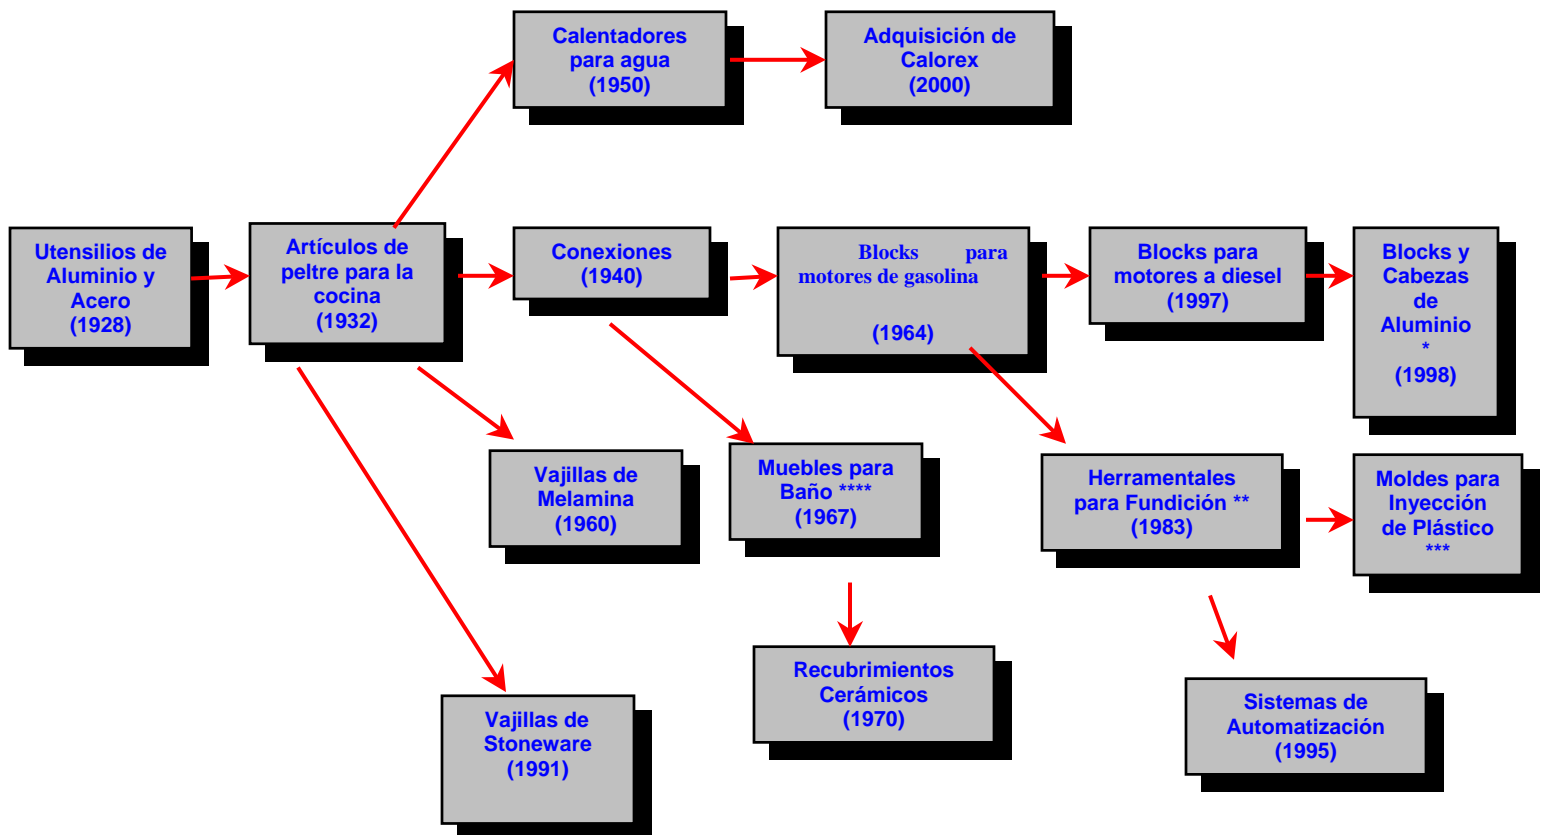 Calentadores
para agua
(1950)
Adquisición de
Calorex
(2000)
Utensilios de
Aluminio y
Acero
(1928)
Artículos de
peltre para la
cocina
(1932)
Conexiones
(1940)
Blocks para
motores de gasolina
(1964)
Blocks para
motores a diesel
(1997)
Blocks y
Cabezas
de
Aluminio
*
(1998)
Vajillas de
Melamina
(1960)
Muebles para
Baño ****
(1967)
Herramentales
para Fundición **
(1983)
Moldes para
Inyección
de Plástico
***
Vajillas de
Stoneware
(1991)
Recubrimientos
Cerámicos
(1970)
Sistemas de
Automatización
(1995)